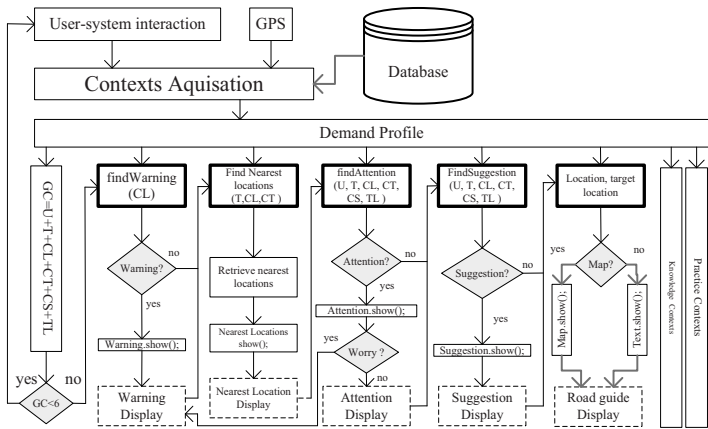 User-system interaction
GPS
Contexts Aquisation
Database
Demand Profile
GC=U+T+CL+CT+CS+TL
findWarning
(CL)
Find Nearest
locations
(T,CL,CT )
findAttention
(U, T, CL, CT,
CS, TL )
FindSuggestion
(U, T, CL, CT,
CS, TL )
Location, target
location
Knowledge Contexts
Practice Contexts
Warning?
no
yes
Retrieve nearest
locations
Attention?
no
yes
Suggestion?
no
yes
yes
Map?
no
Warning.show();
Nearest Locations
show();
Attention.show();
yes
Worry ?
no
Suggestion.show();
Map.show();
Text.show();
yes
no
GC<6
Warning
Display
Nearest Location
Display
Attention
Display
Suggestion
Display
Road guide
Display